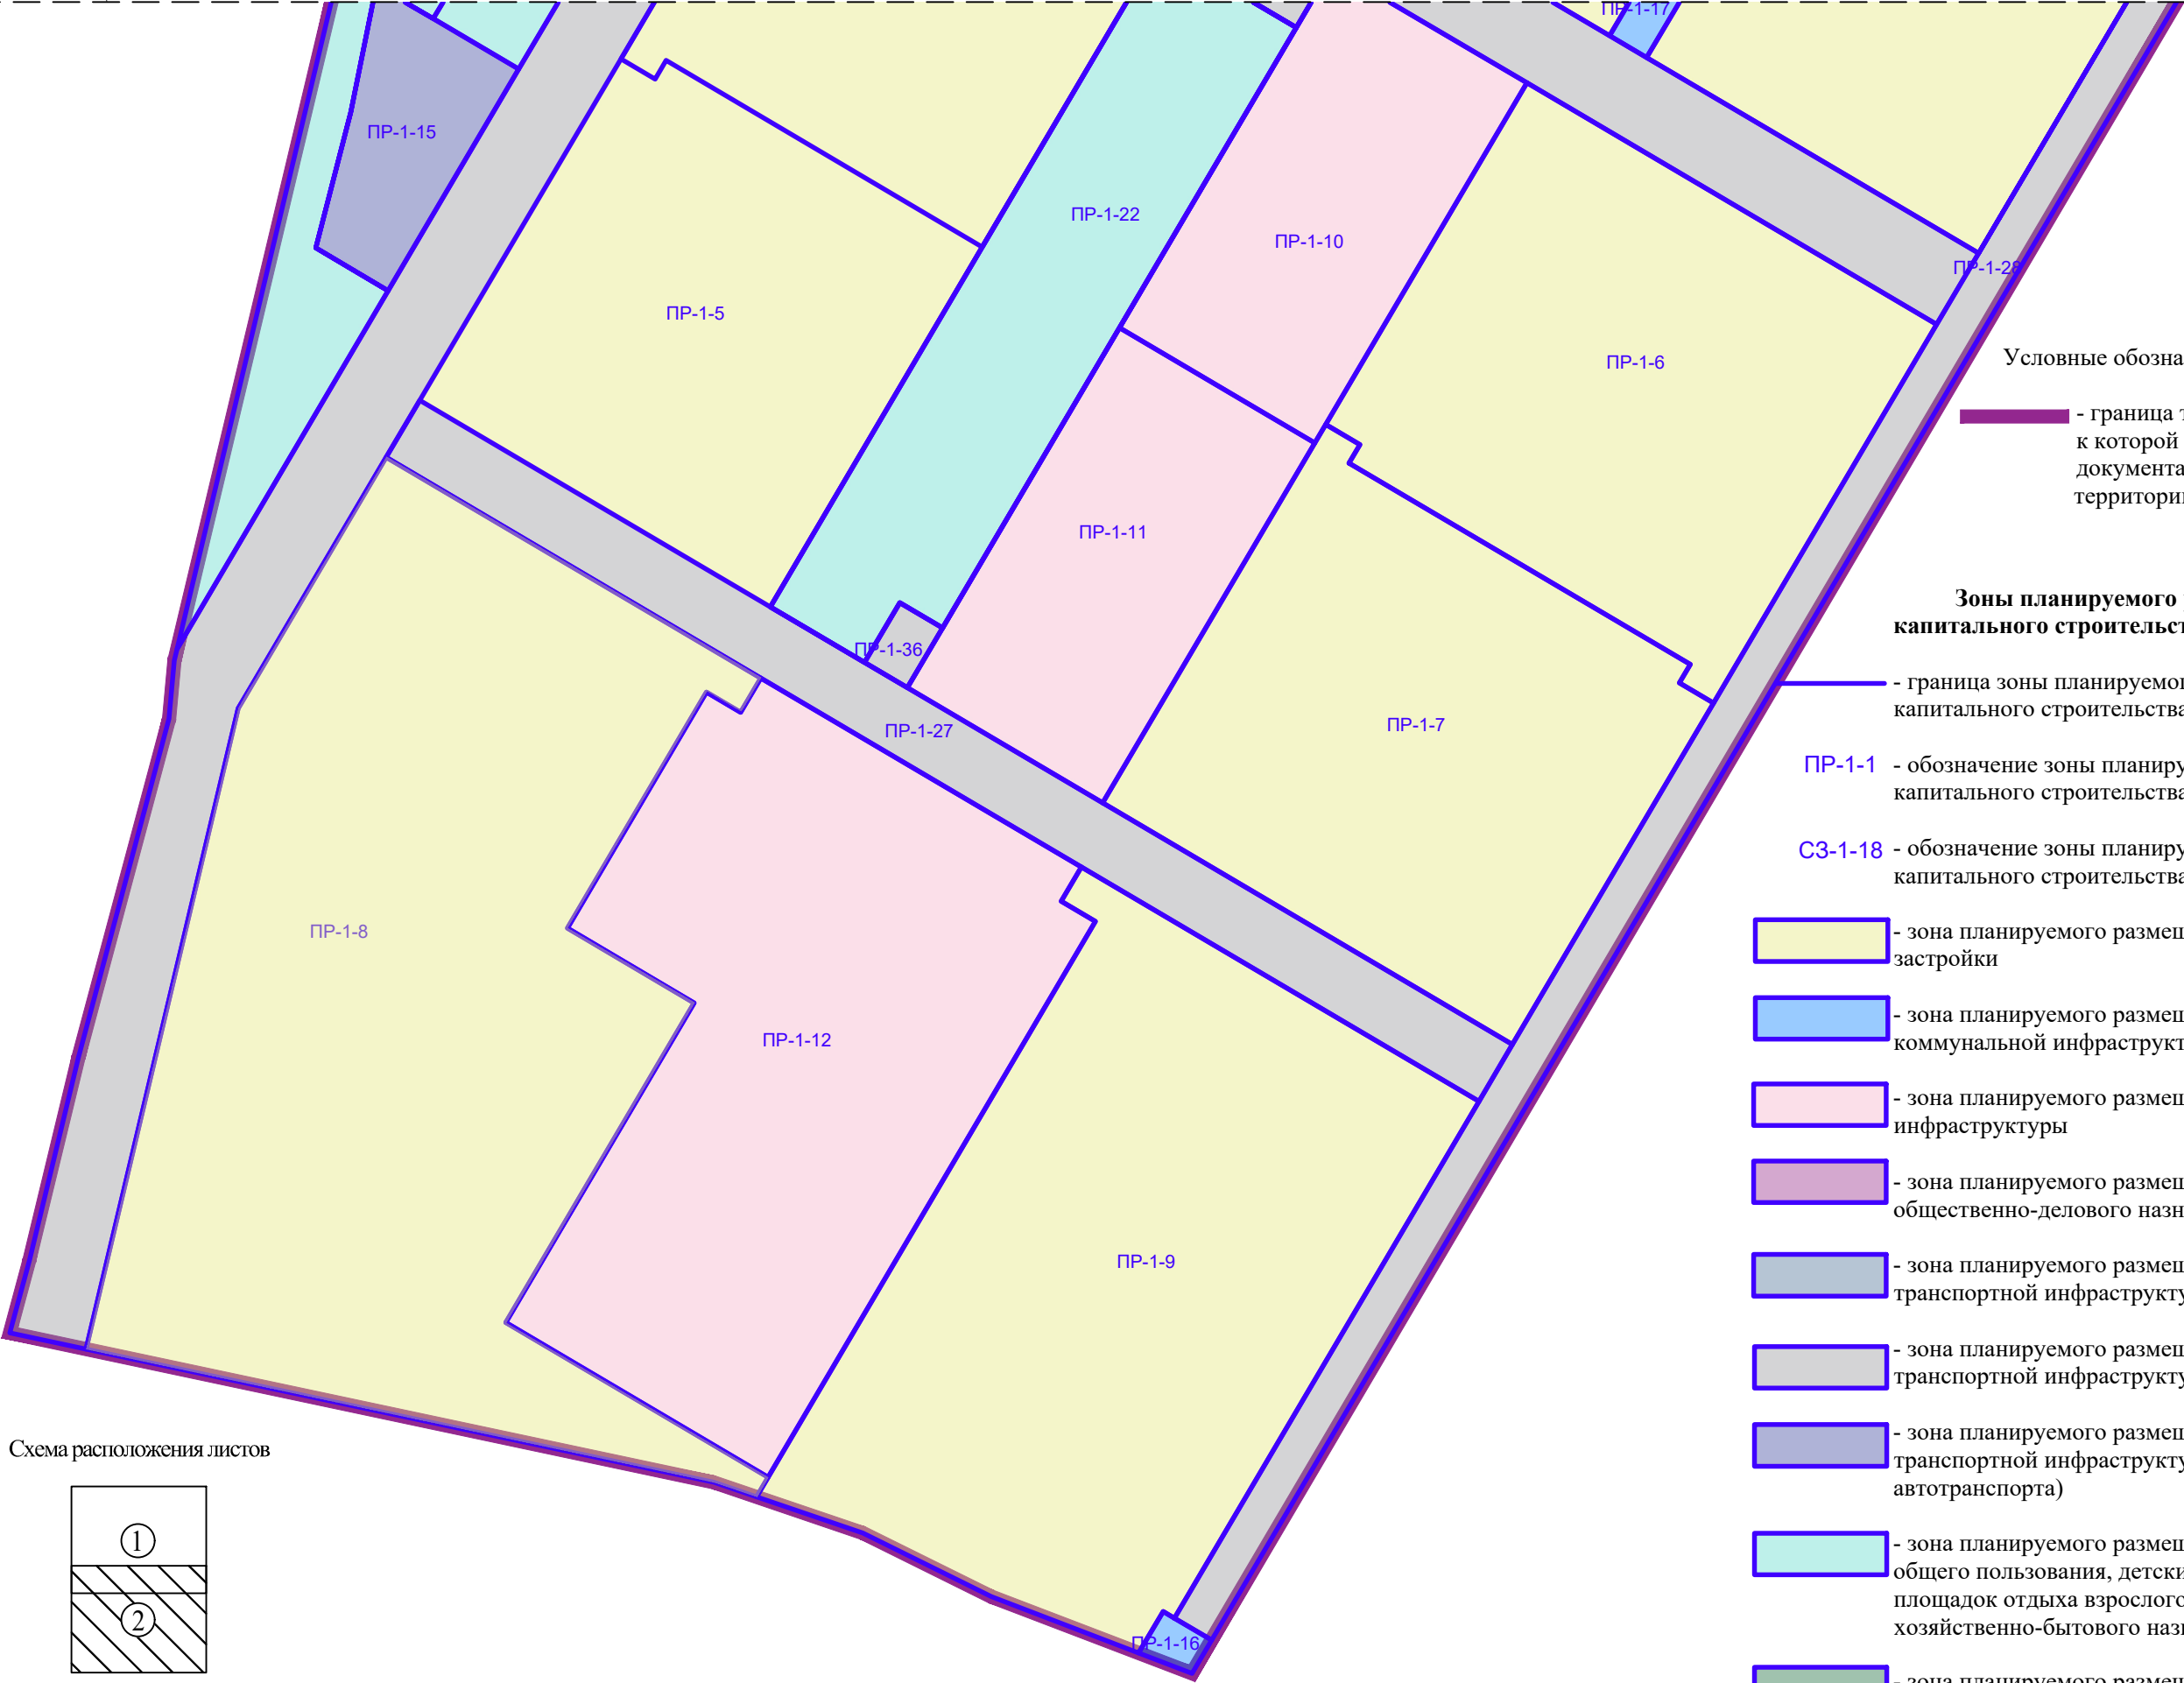 ПР-1-17
ПР-1-15
ПР-1-22
ПР-1-10
ПР-1-28
ПР-1-5
ПР-1-6
ПР-1-11
ПР-1-36
ПР-1-7
ПР-1-27
ПР-1-8
ПР-1-12
ПР-1-9
ПР-1-16
Условные обозна
- граница т
к которой
документа
территори
Зоны планируемого
капитального строительст
- граница зоны планируемог
капитального строительства
ПР-1-1 - обозначение зоны планиру
капитального строительства
СЗ-1-18 - обозначение зоны планиру
капитального строительства
- зона планируемого размещ
застройки
- зона планируемого размещ
коммунальной инфраструкт
- зона планируемого размещ
инфраструктуры
- зона планируемого размещ
общественно-делового назн
- зона планируемого размещ
транспортной инфраструкту
- зона планируемого размещ
транспортной инфраструкту
- зона планируемого размещ
транспортной инфраструкту
автотранспорта)
- зона планируемого размещ
общего пользования, детски
площадок отдыха взрослого
хозяйственно-бытового назн
- зона планируемого размещ
Схема расположения листов
1
2